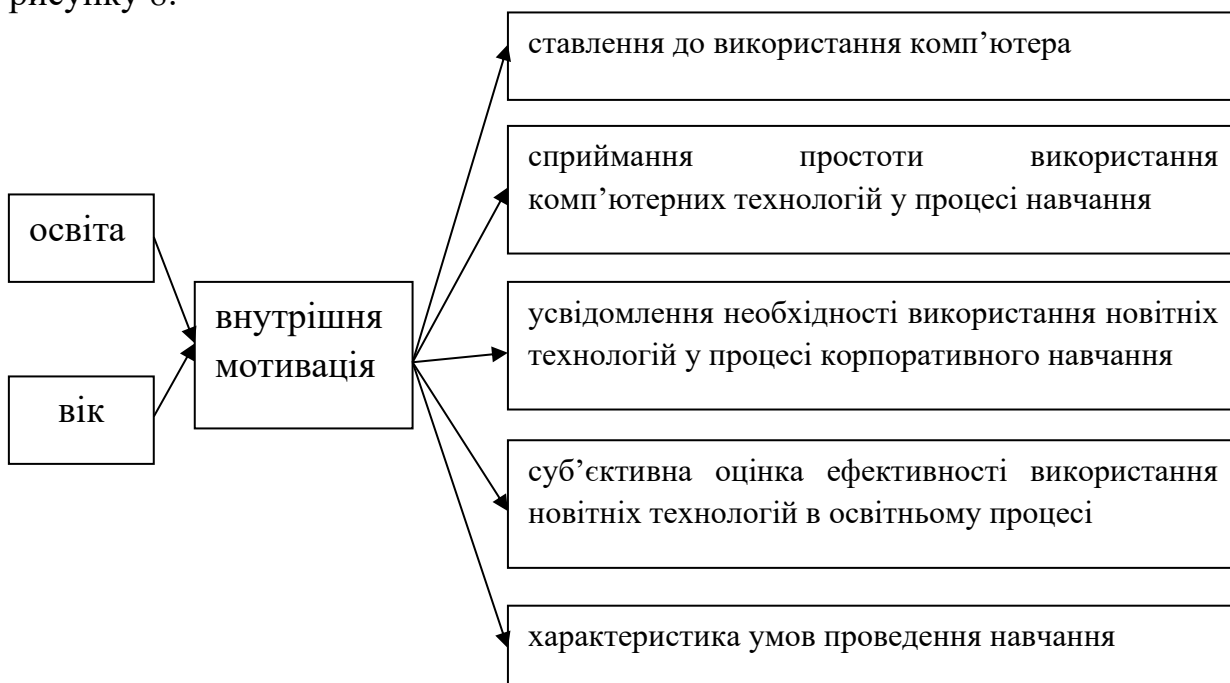 рисунку 6.
ставлення до використання комп’ютера
сприймання простоти використання
комп’ютерних технологій у процесі навчання
освіта
внутрішня
мотивація
усвідомлення необхідності використання новітніх
технологій у процесі корпоративного навчання
вік
суб’єктивна оцінка ефективності використання
новітніх технологій в освітньому процесі
характеристика умов проведення навчання